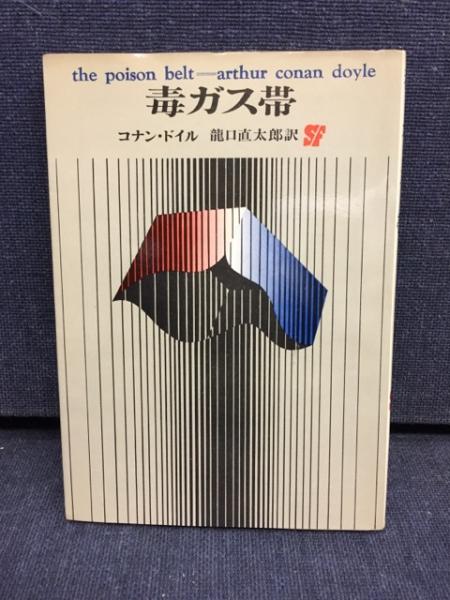 the poison belt—arthur conan doyle
毒ガス帯
コナン・ドイル 龍口直太郎訳 SF